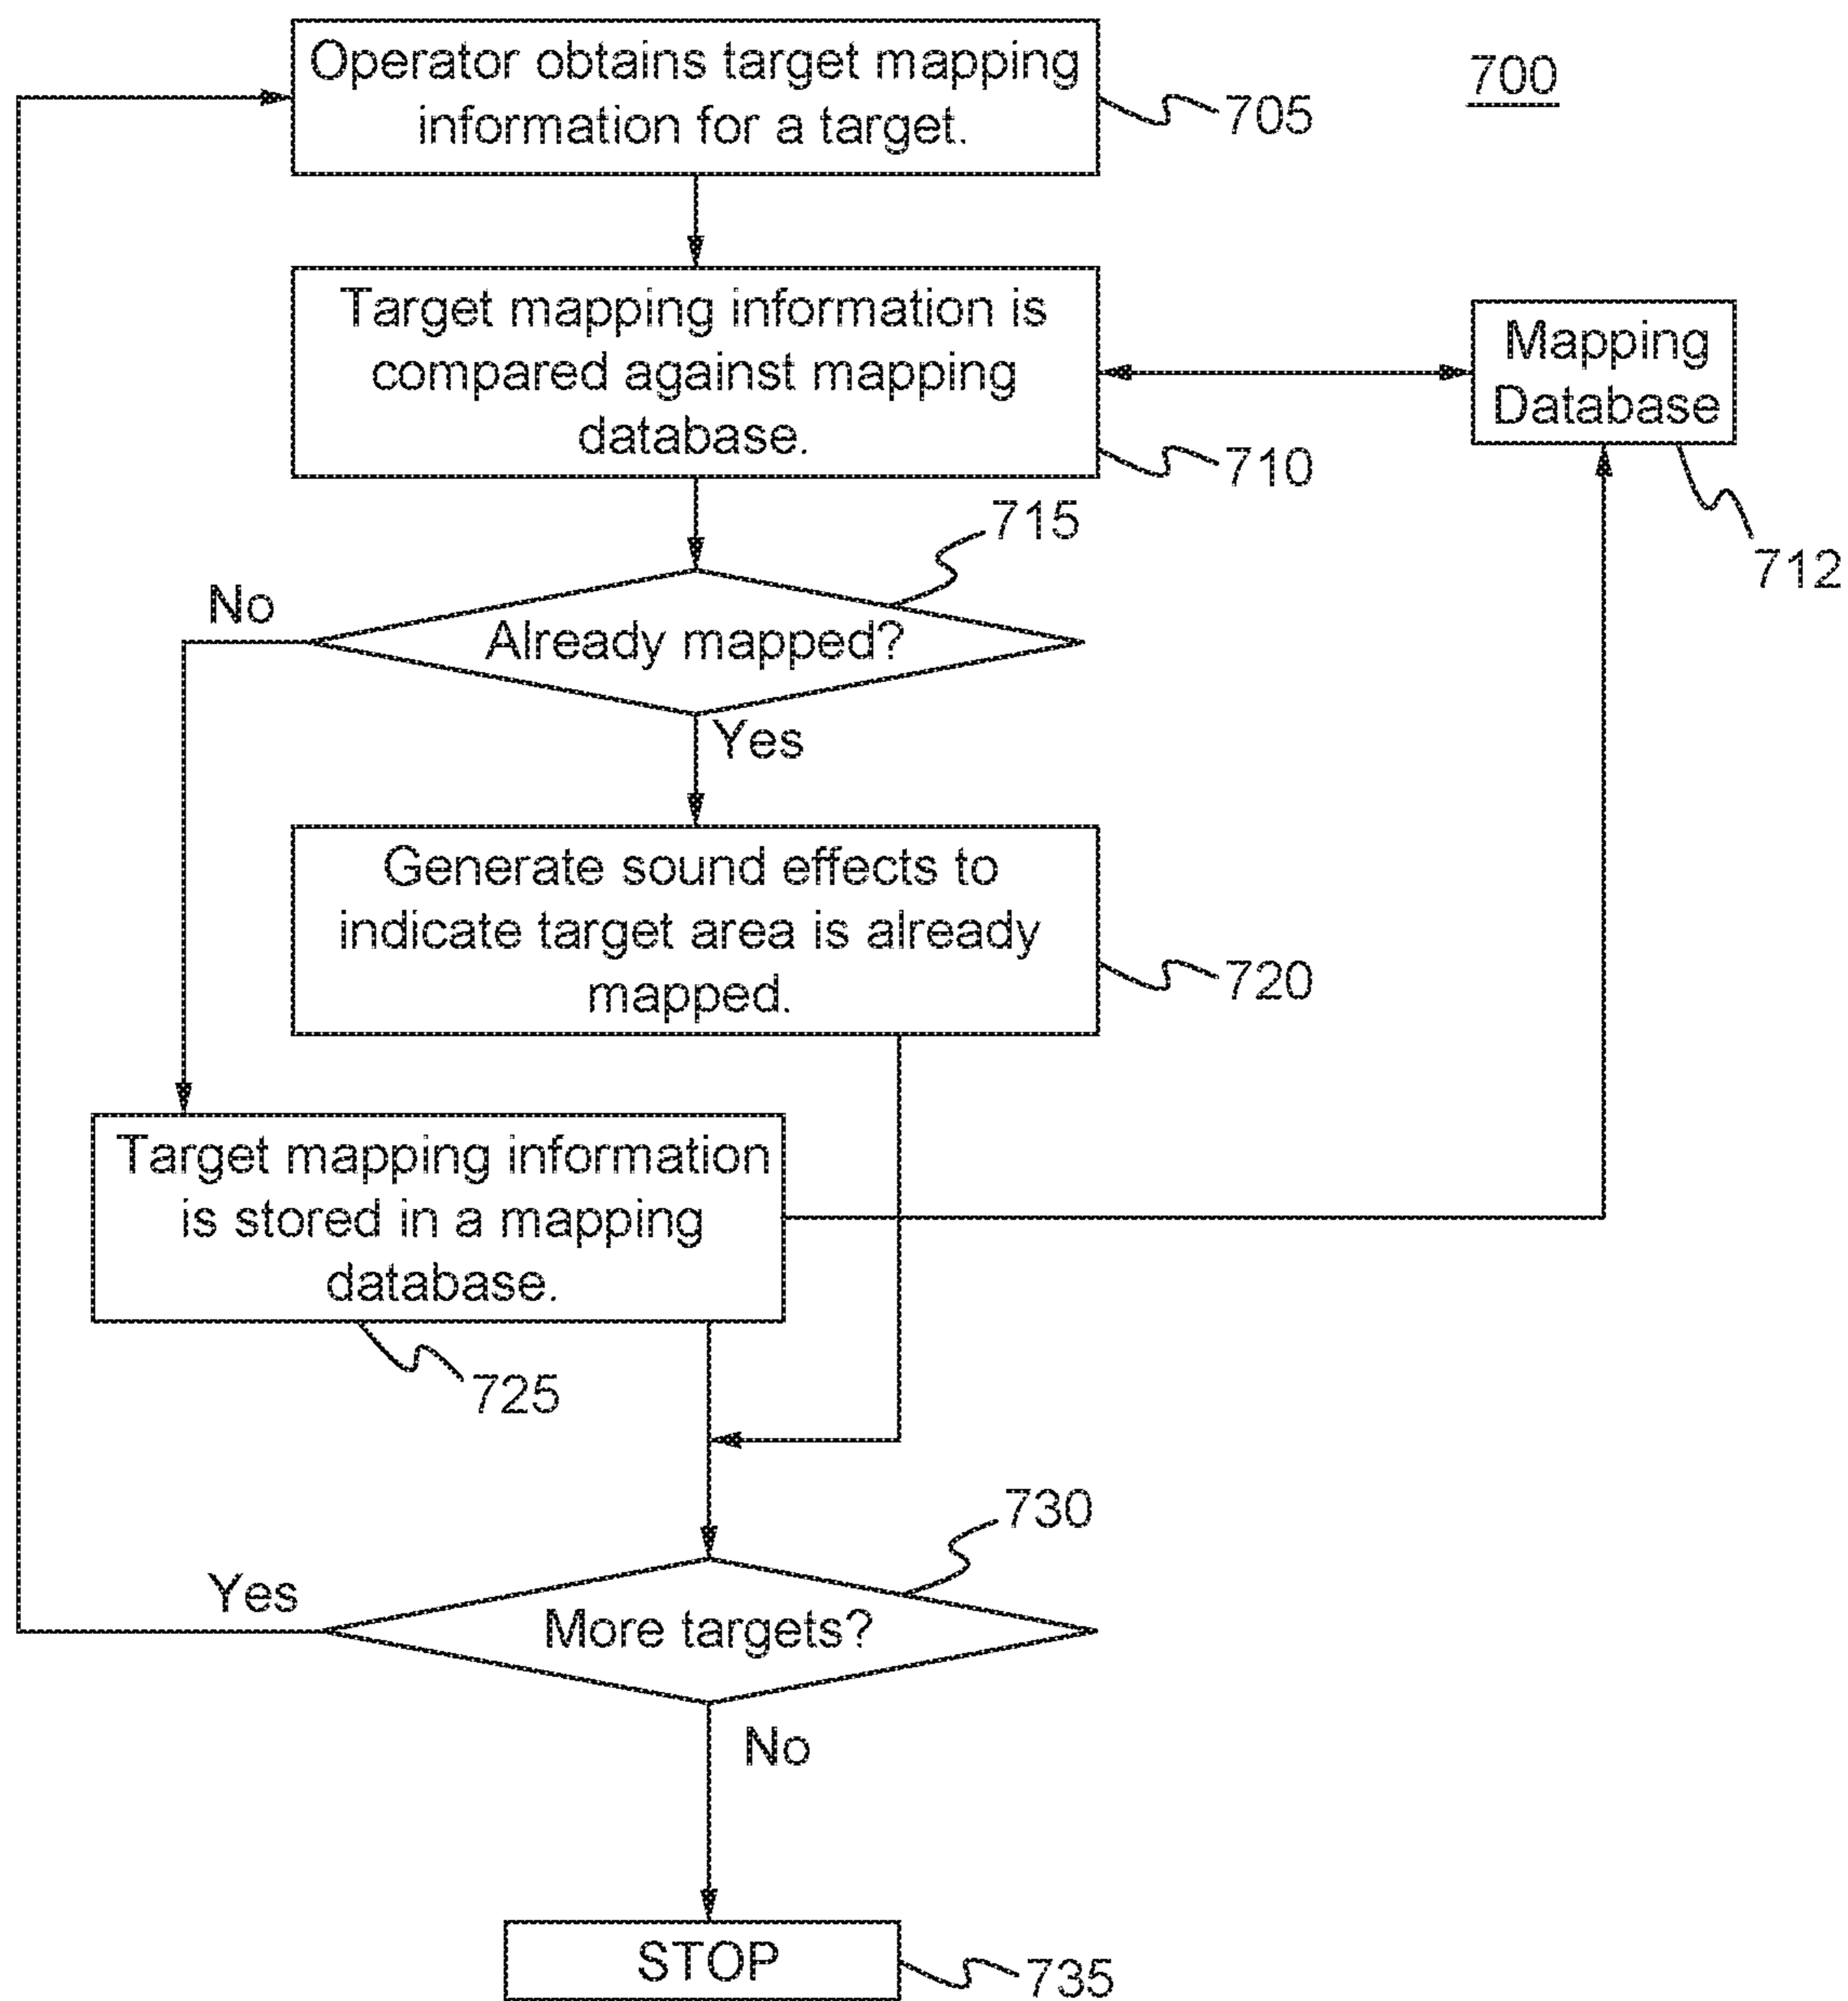 Operator obtains target mapping
information for a target.
705
700
Target mapping information is
compared against mapping
database.
710
Mapping
Database
712
715
Already mapped?
No
Yes
Generate sound effects to
indicate target area is already
mapped.
720
Target mapping information
is stored in a mapping
database.
725
730
More targets?
Yes
No
STOP
735